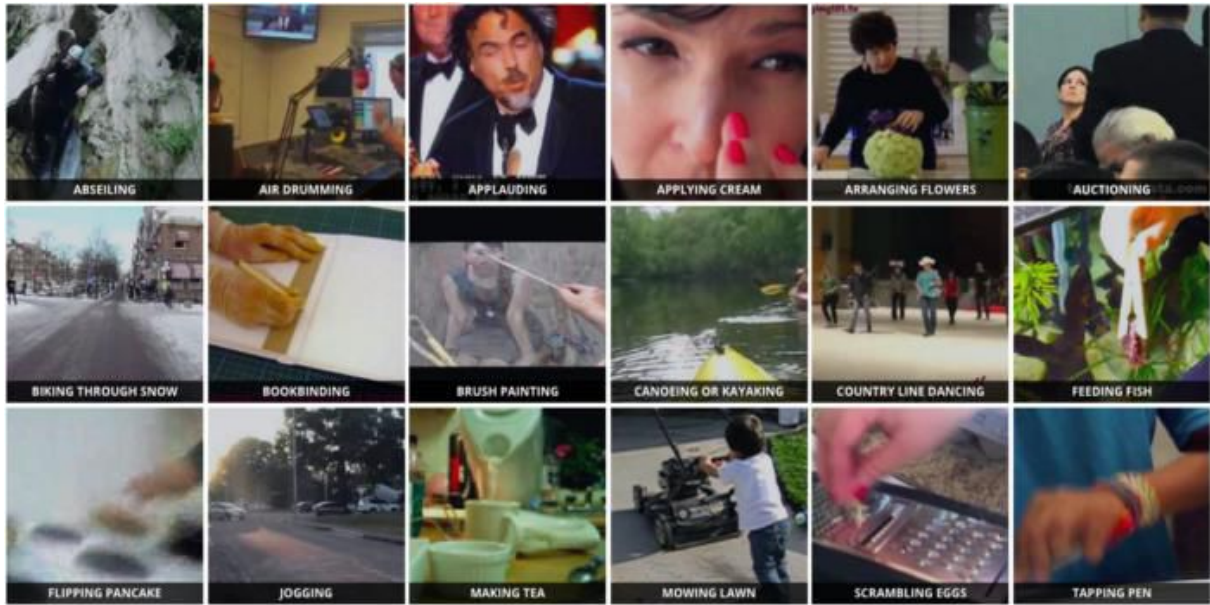 ABSEILING
AIR DRUMMING
APPLAUDING
APPLYING CREAM
ARRANGING FLOWERS
AUCTIONING
BIKING THROUGH SNOW
BOOKBINDING
BRUSH PAINTING
CANOEING OR KAYAKING
COUNTRY LINE DANCING
FEEDING FISH
FLIPPING PANCAKE
JOGGING
MAKING TEA
MOWING LAWN
SCRAMBLING EGGS
TAPPING PEN